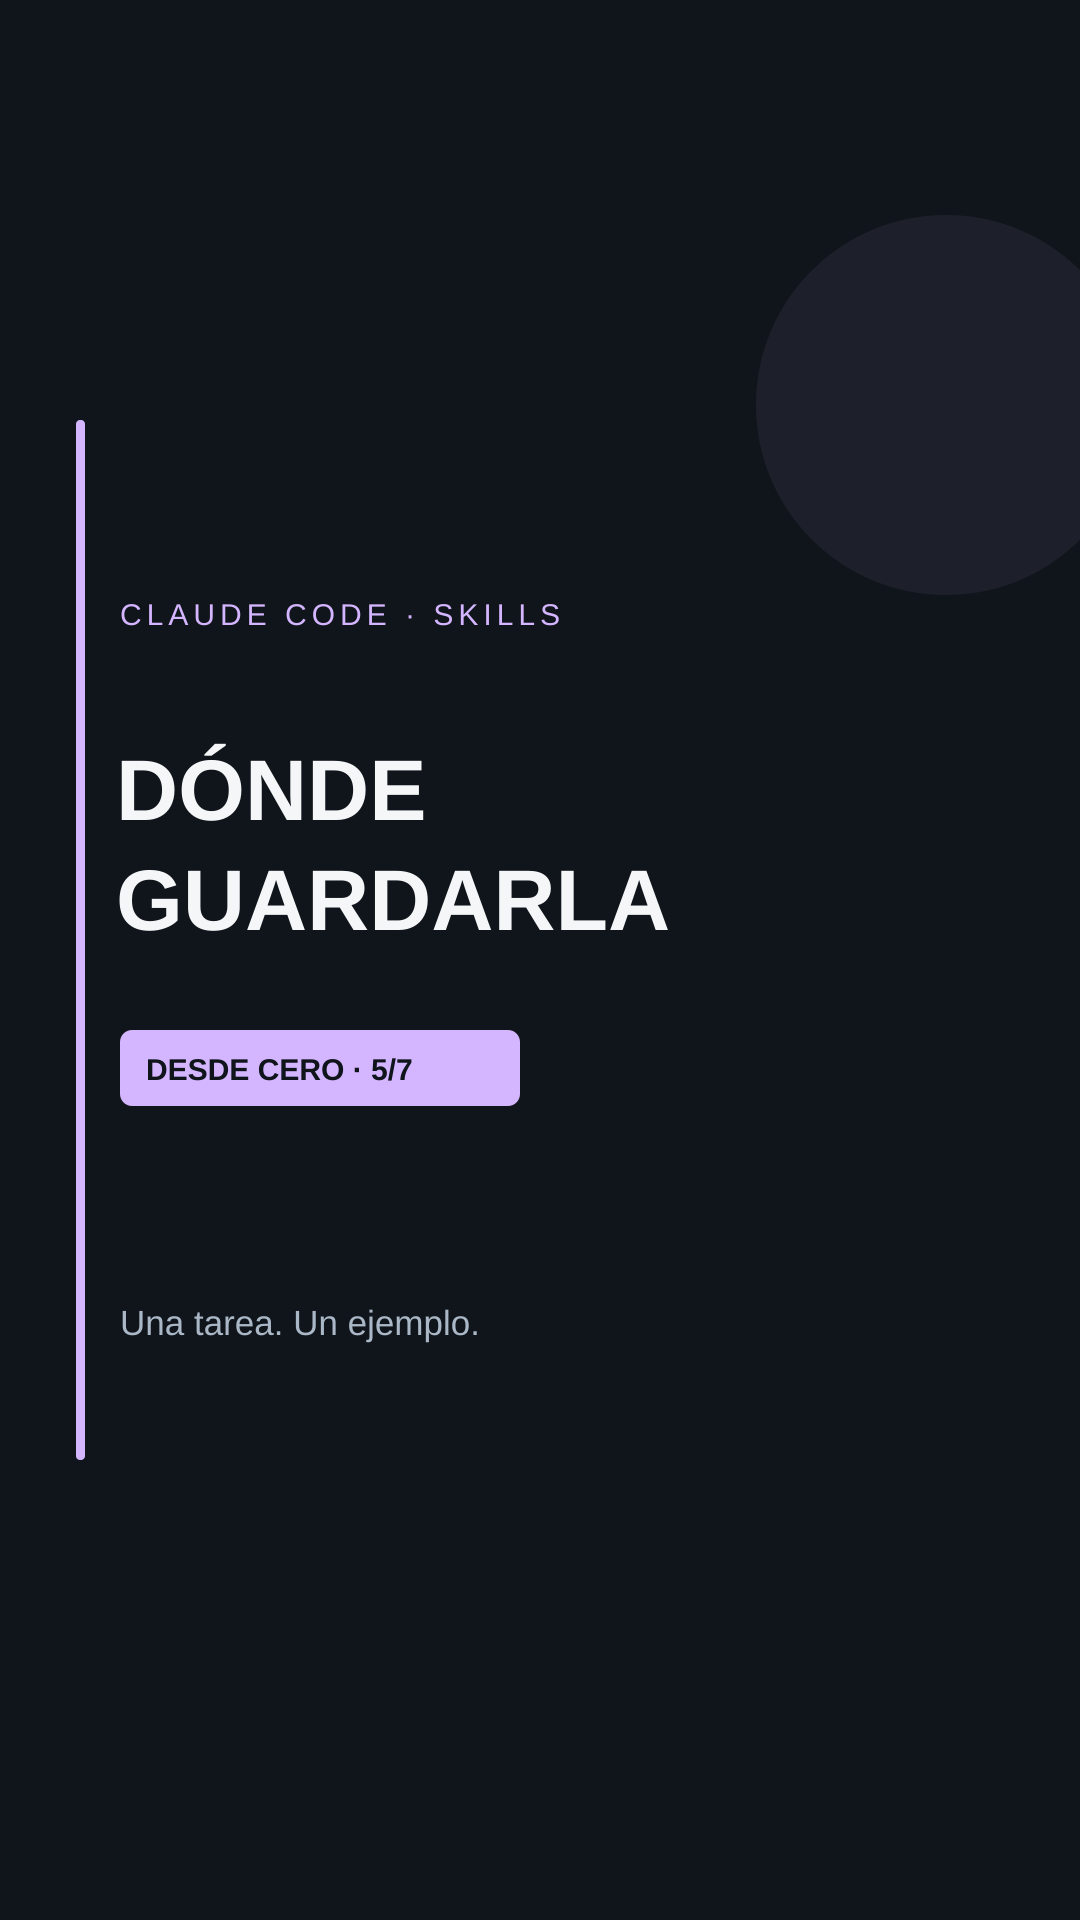 CLAUDE CODE · SKILLS
DÓNDE
GUARDARLA
DESDE CERO · 5/7
Una tarea. Un ejemplo.